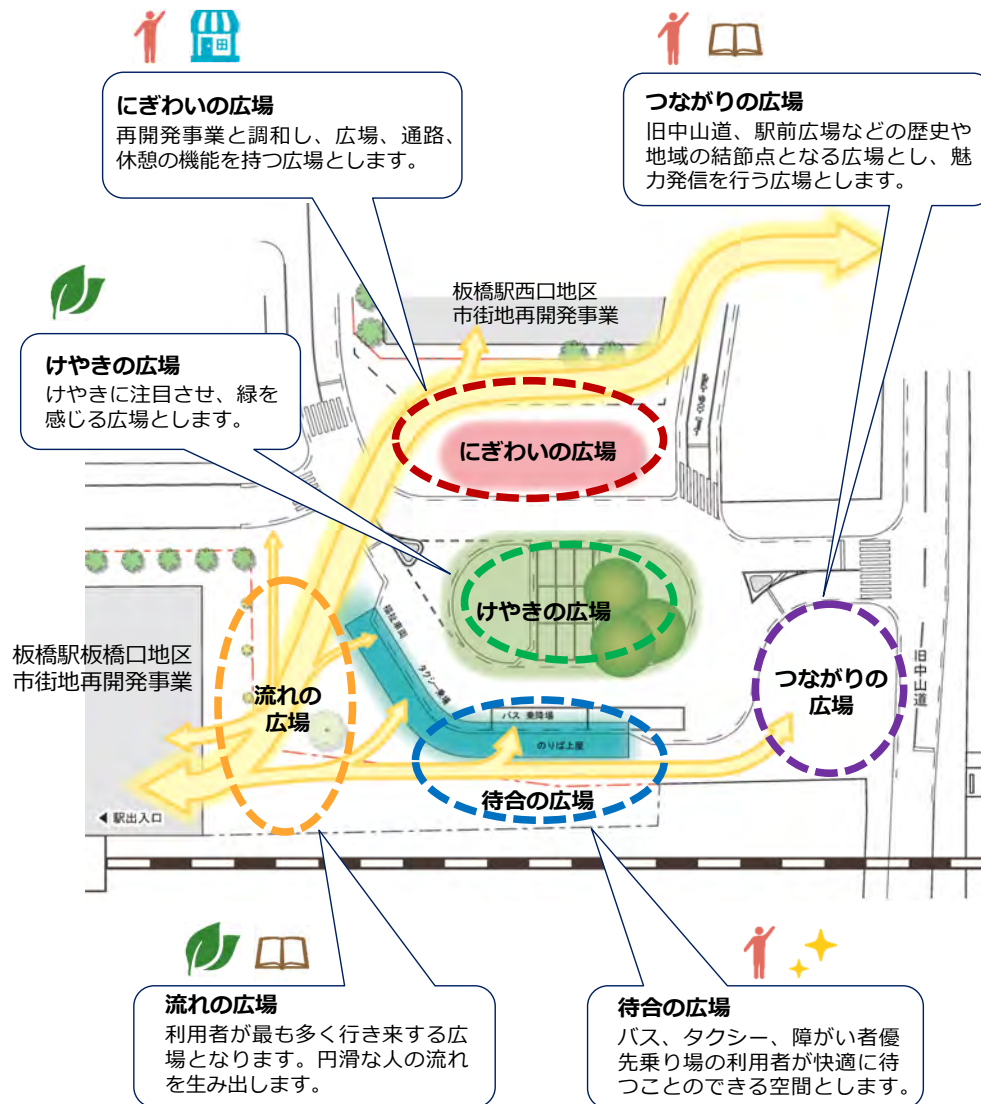 にぎわいの広場
再開発事業と調和し、広場、通路、
休憩の機能を持つ広場とします。
つながりの広場
旧中山道、駅前広場などの歴史や
地域の結節点となる広場とし、魅
力発信を行う広場とします。
板橋駅西口地区
市街地再開発事業
けやきの広場
けやきに注目させ、緑を
感じる広場とします。
にぎわいの広場
けやきの広場
福祉車両
タクシー乗場
バス 乗降場
のりば上屋
板橋駅板橋口地区
市街地再開発事業
流れの
広場
つながりの
広場
旧中山道
待合の広場
◀ 駅出入口
流れの広場
利用者が最も多く行き来する広
場となります。円滑な人の流れ
を生み出します。
待合の広場
バス、タクシー、障がい者優
先乗り場の利用者が快適に待
つことのできる空間とします。